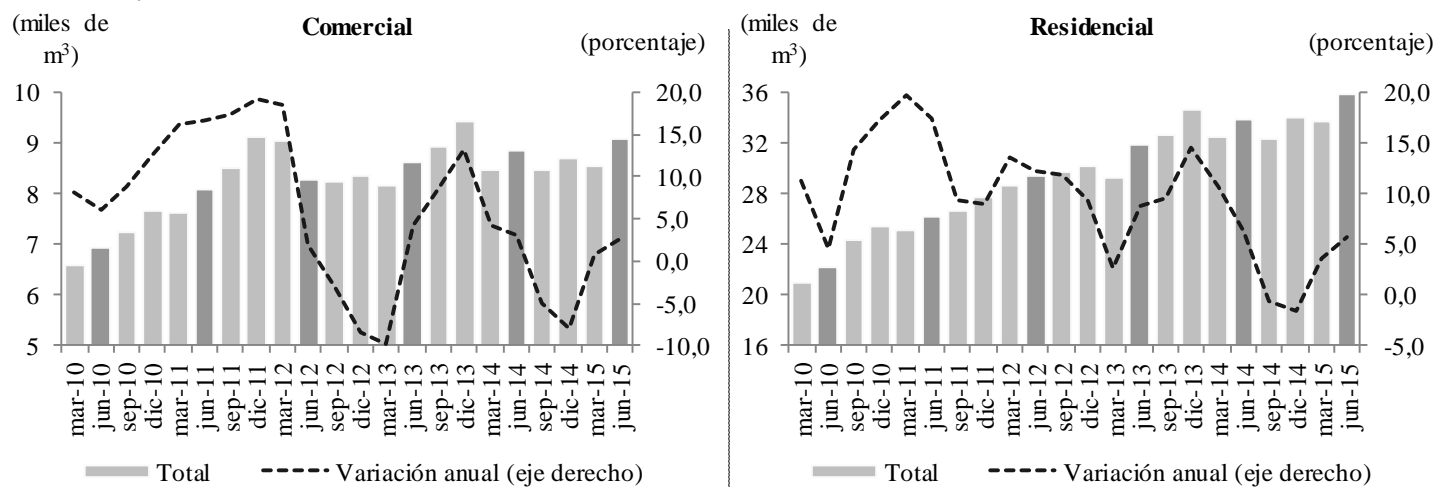 (miles de
m³)
Comercial
(porcentaje)
10
9
8
7
6
5
20,0
15,0
10,0
5,0
0,0
-5,0
-10,0
mar-10
jun-10
sep-10
dic-10
mar-11
jun-11
sep-11
dic-11
mar-12
jun-12
sep-12
dic-12
mar-13
jun-13
sep-13
dic-13
mar-14
jun-14
sep-14
dic-14
mar-15
jun-15
Total
Variación anual (eje derecho)
(miles de
m³)
Residencial
(porcentaje)
36
32
28
24
20
16
20,0
15,0
10,0
5,0
0,0
-5,0
mar-10
jun-10
sep-10
dic-10
mar-11
jun-11
sep-11
dic-11
mar-12
jun-12
sep-12
dic-12
mar-13
jun-13
sep-13
dic-13
mar-14
jun-14
sep-14
dic-14
mar-15
jun-15
Total
Variación anual (eje derecho)